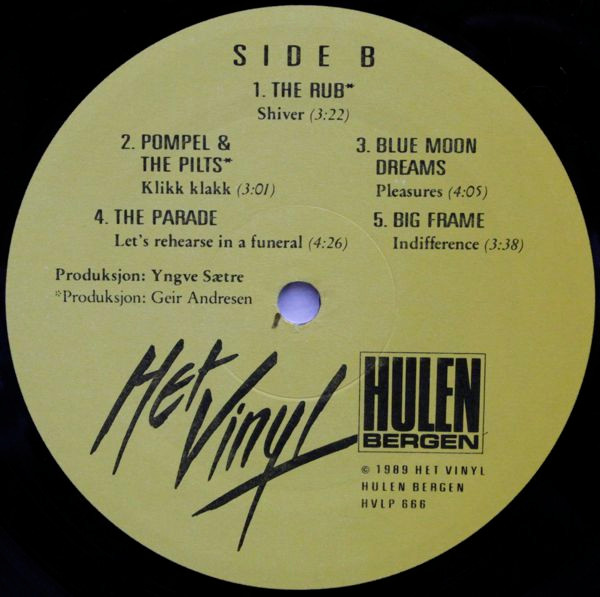 SIDE B
1. THE RUB*
Shiver (3:22)
2. POMPEL &
THE PILTS*
Klikk klakk (3:01)
3. BLUE MOON
DREAMS
Pleasures (4:05)
4. THE PARADE
Let's rehearse in a funeral (4:26)
5. BIG FRAME
Indifference (3:38)
Produksjon: Yngve Sætre
*Produksjon: Geir Andresen
Het Vinyl
HULEN
BERGEN
© 1989 HET VINYL
HULEN BERGEN
HVLP 666